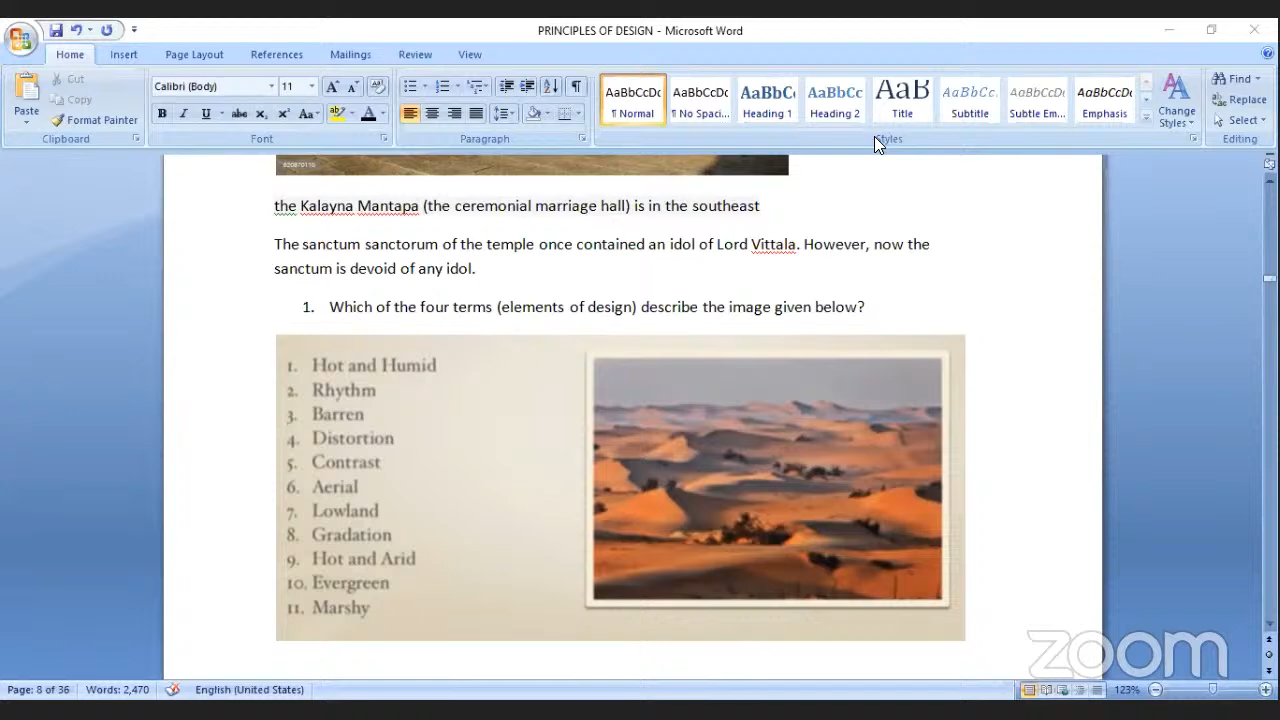 PRINCIPLES OF DESIGN - Microsoft Word
Home Insert Page Layout References Mailings Review View
Paste
Cut
Copy
Format Painter
Clipboard
Calibri (Body) 11
Font
Paragraph
AaBbCcDc AaBbCcDc AaBbC AaBbCc AaB AaBbCc. AaBbCcDc AaBbCcDc
¶ Normal ¶ No Spaci... Heading 1 Heading 2 Title Subtitle Subtle Em... Emphasis
Change Styles
Styles
Find
Replace
Select
Editing
the Kalayna Mantapa (the ceremonial marriage hall) is in the southeast
The sanctum sanctorum of the temple once contained an idol of Lord Vittala. However, now the
sanctum is devoid of any idol.
1. Which of the four terms (elements of design) describe the image given below?
1. Hot and Humid
2. Rhythm
3. Barren
4. Distortion
5. Contrast
6. Aerial
7. Lowland
8. Gradation
9. Hot and Arid
10. Evergreen
11. Marshy
zoom
Page: 8 of 36 Words: 2,470 English (United States) 123%